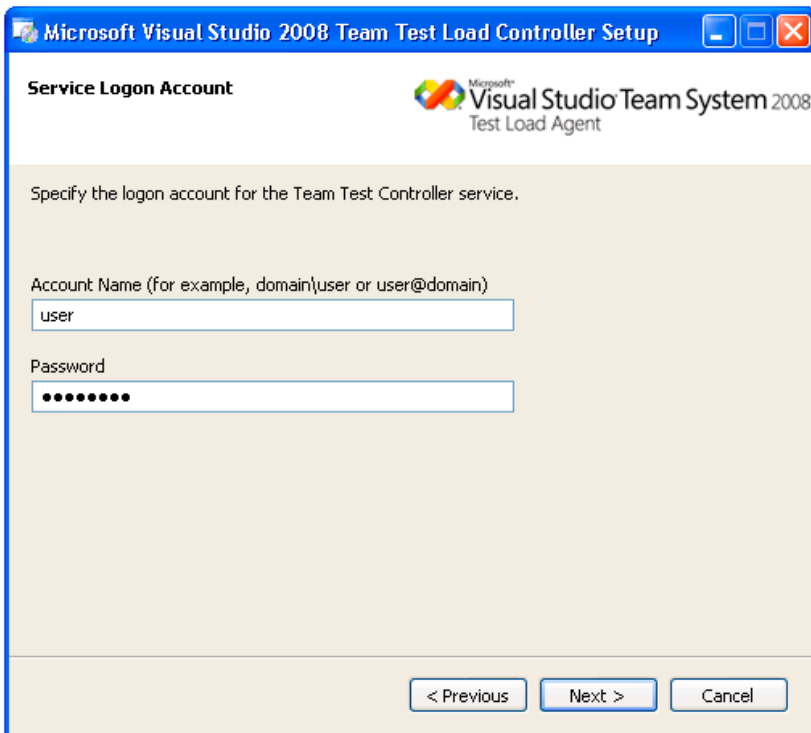 Microsoft Visual Studio 2008 Team Test Load Controller Setup
Service Logon Account
Microsoft
Visual Studio Team System 2008
Test Load Agent
Specify the logon account for the Team Test Controller service.
Account Name (for example, domain\user or user@domain)
user
Password
••••••••
< Previous
Next >
Cancel